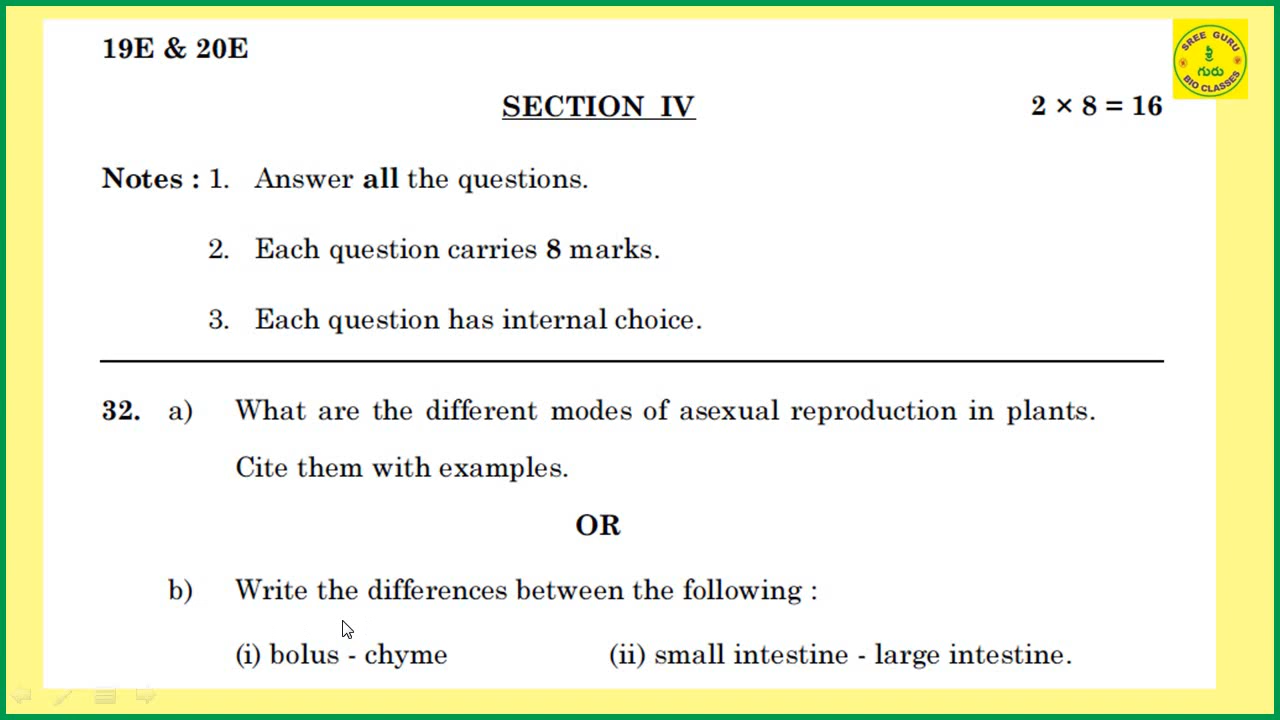 19E & 20E
SREE GURU
శ్రీ
గురు
BIO CLASSES
SECTION IV
2 × 8 = 16
Notes : 1. Answer all the questions.
2. Each question carries 8 marks.
3. Each question has internal choice.
32. a) What are the different modes of asexual reproduction in plants.
Cite them with examples.
OR
b) Write the differences between the following :
(i) bolus - chyme (ii) small intestine - large intestine.